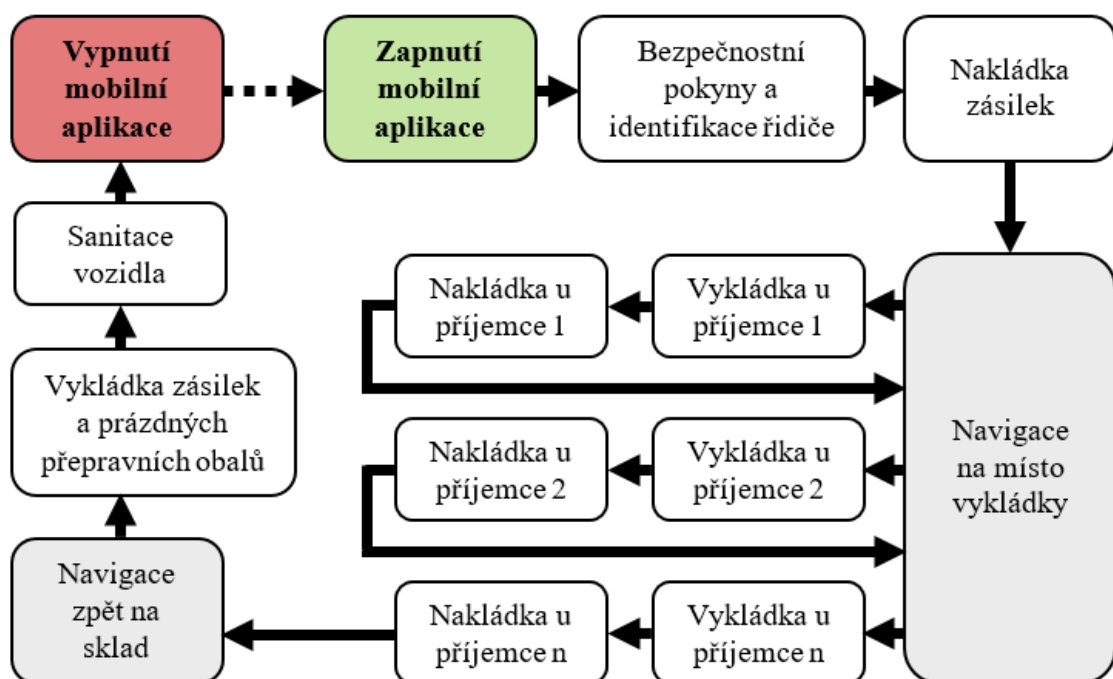 Vypnutí
mobilní
aplikace
Zapnutí
mobilní
aplikace
Bezpečnostní
pokyny a
identifikace řidiče
Nakládka
zásilek
Sanitace
vozidla
Nakládka u
příjemce 1
Vykládka u
příjemce 1
Vykládka zásilek
a prázdných
přepravních obalů
Nakládka u
příjemce 2
Vykládka u
příjemce 2
Navigace
na místo
vykládky
Navigace
zpět na
sklad
Nakládka u
příjemce n
Vykládka u
příjemce n